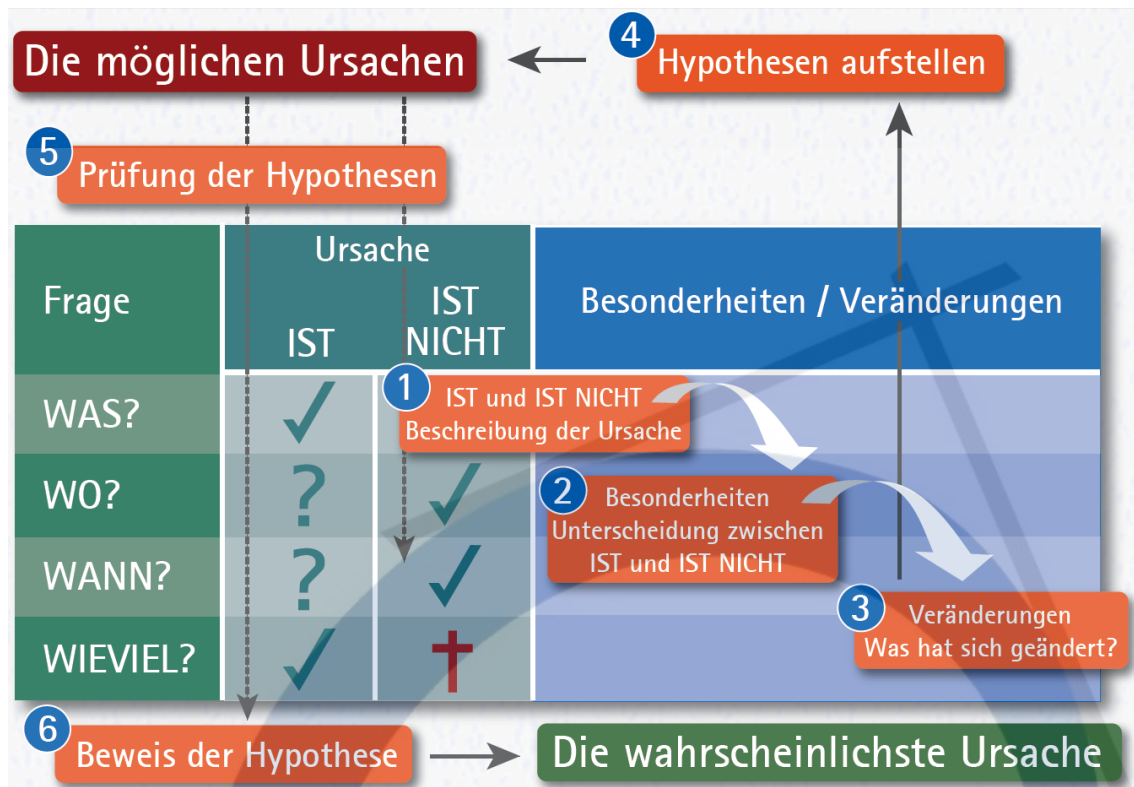 Die möglichen Ursachen
4
Hypothesen aufstellen
5
Prüfung der Hypothesen
Frage
Ursache
IST
IST
NICHT
Besonderheiten / Veränderungen
WAS?
1
IST und IST NICHT
Beschreibung der Ursache
WO?
?
2
Besonderheiten
Unterscheidung zwischen
IST und IST NICHT
WANN?
?
3
Veränderungen
Was hat sich geändert?
WIEVIEL?
6
Beweis der Hypothese
Die wahrscheinlichste Ursache